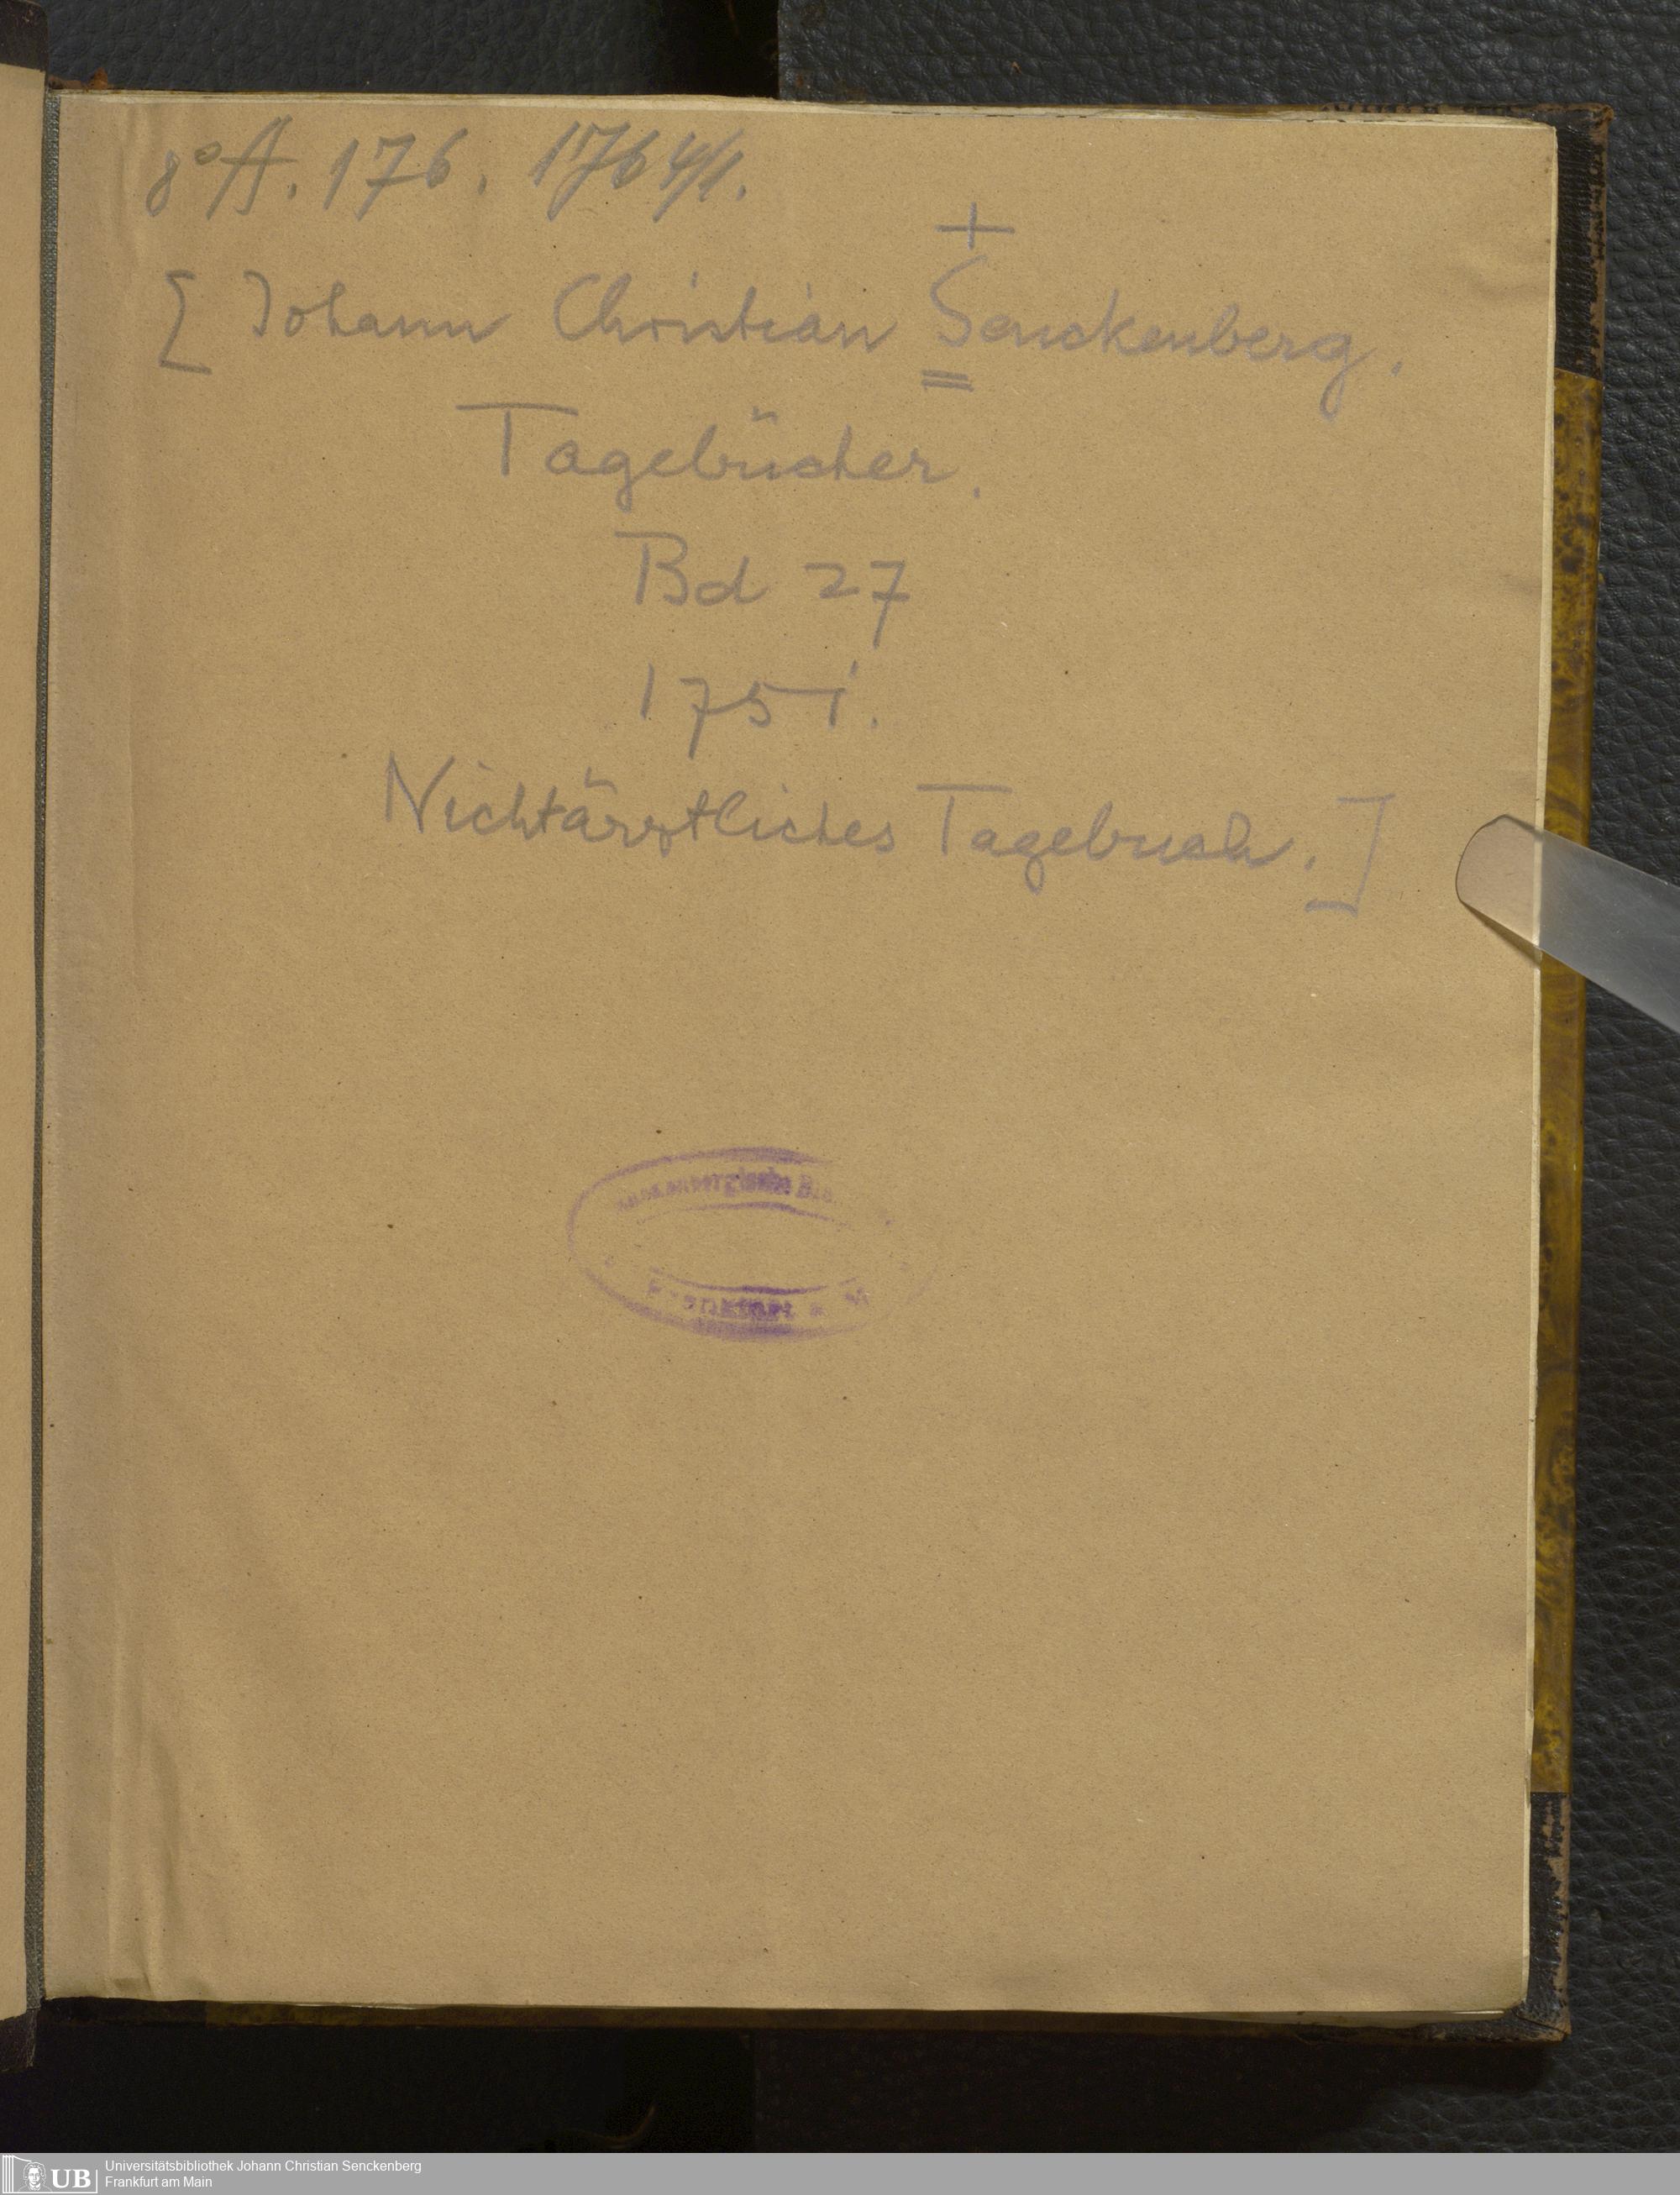 8° A. 176. 1764/1.
+
[Johann Christian Senckenberg.
Tagebücher.
Bd 27
1751.
Nichtärztliches Tagebuch.]
UB
Universitätsbibliothek Johann Christian Senckenberg
Frankfurt am Main